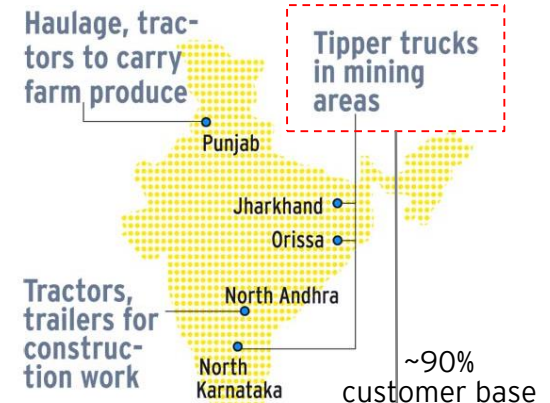 Haulage, trac-
tors to carry
farm produce
Tipper trucks
in mining
areas
Punjab
Jharkhand
Orissa
Tractors,
trailers for
construc-
tion work
North Andhra
North
Karnataka
~90%
customer base